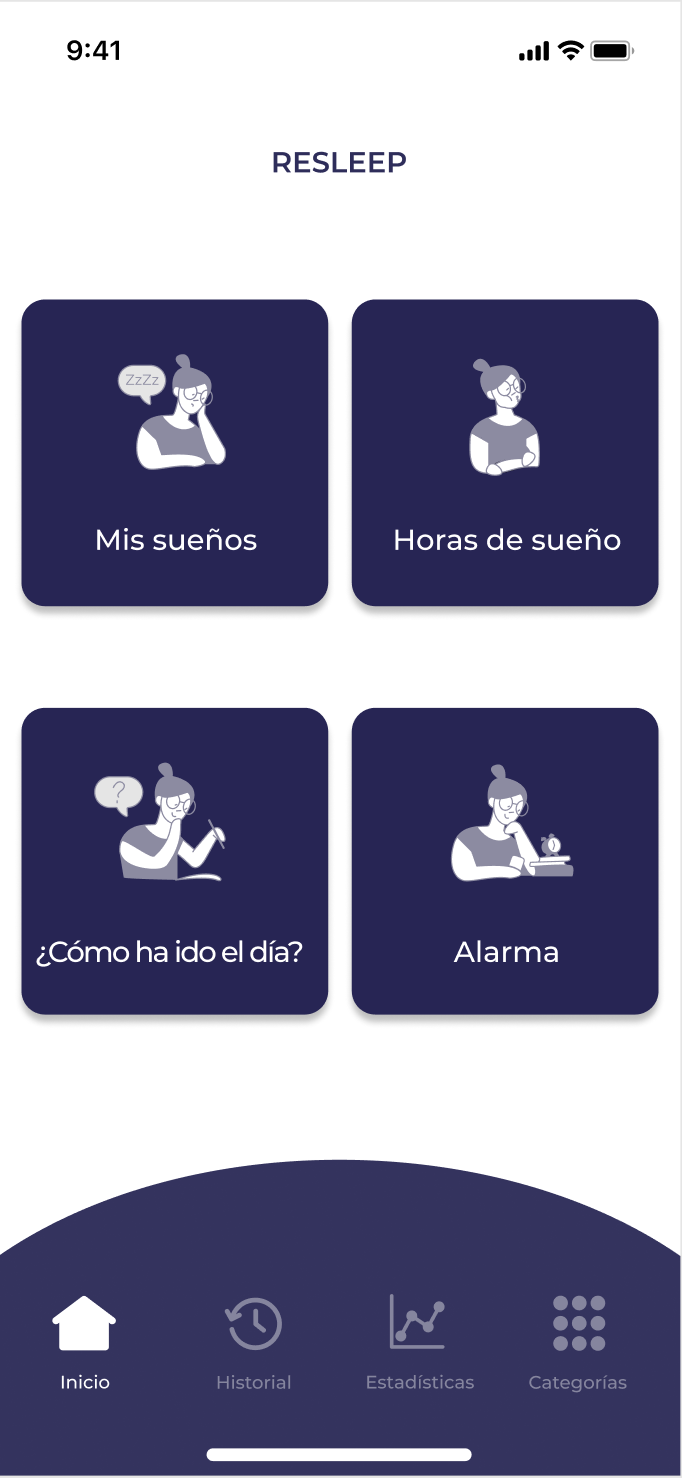 9:41
RESLEEP
ZzZz
Mis sueños
Horas de sueño
?
¿Cómo ha ido el día?
Alarma
Inicio
Historial
Estadísticas
Categorías